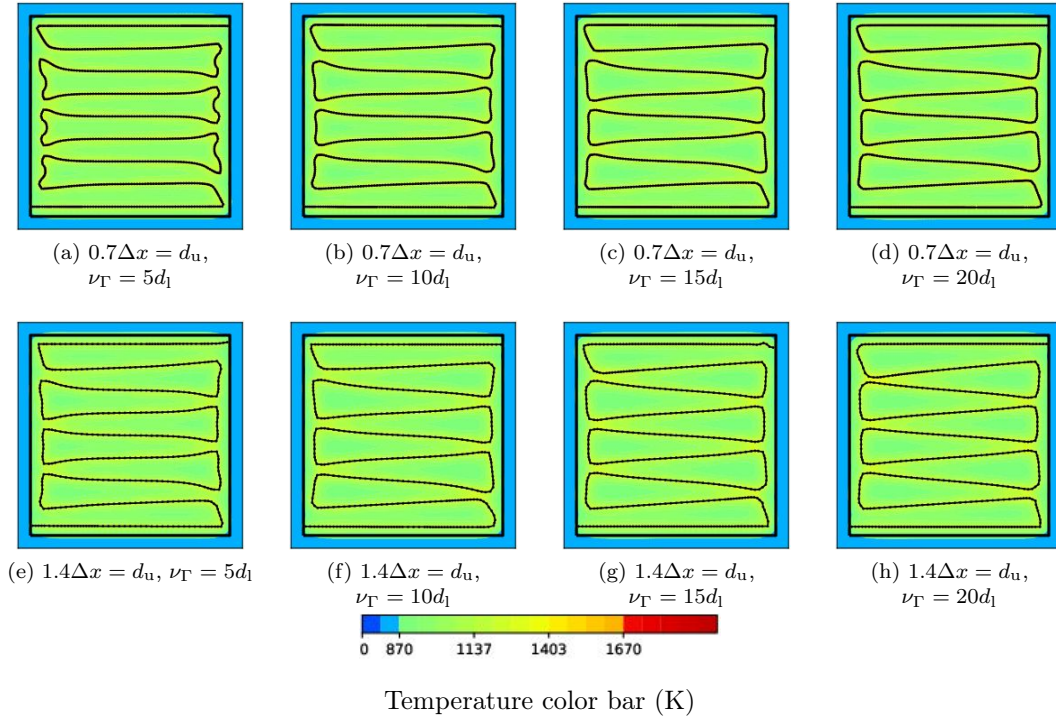 (a) 0.7Δx = d_u,
ν_Γ = 5d_l
(b) 0.7Δx = d_u,
ν_Γ = 10d_l
(c) 0.7Δx = d_u,
ν_Γ = 15d_l
(d) 0.7Δx = d_u,
ν_Γ = 20d_l
(e) 1.4Δx = d_u, ν_Γ = 5d_l
(f) 1.4Δx = d_u,
ν_Γ = 10d_l
(g) 1.4Δx = d_u,
ν_Γ = 15d_l
(h) 1.4Δx = d_u,
ν_Γ = 20d_l
0 870 1137 1403 1670
Temperature color bar (K)